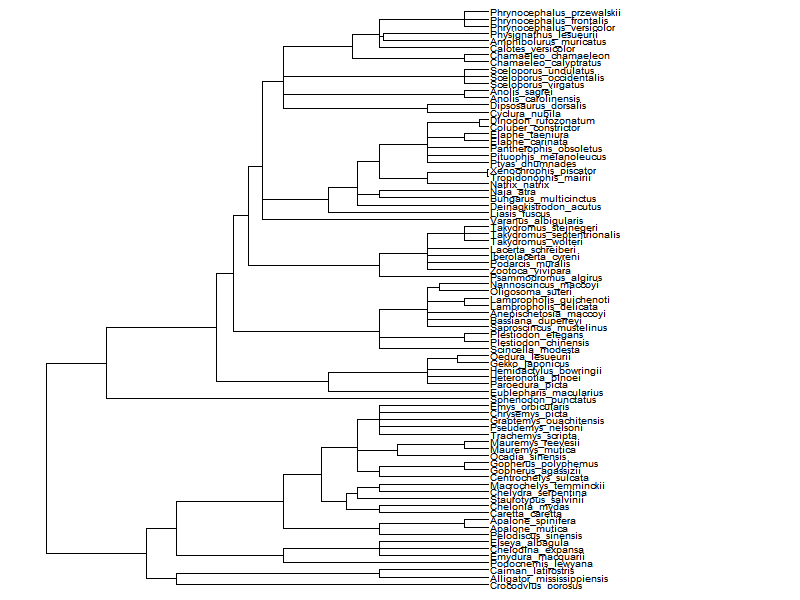 Phrynocephalus_przewalskii
Phrynocephalus_frontalis
Phrynocephalus_versicolor
Physignathus_lesueurii
Amphibolurus_muricatus
Calotes_versicolor
Chamaeleo_chamaeleon
Chamaeleo_calyptratus
Sceloporus_undulatus
Sceloporus_occidentalis
Sceloporus_virgatus
Anolis_sagrei
Anolis_carolinensis
Dipsosaurus_dorsalis
Cyclura_nubila
Dinodon_rufozonatum
Coluber_constrictor
Elaphe_taeniura
Elaphe_carinata
Pantherophis_obsoletus
Pituophis_melanoleucus
Ptyas_dhumnades
Xenochrophis_piscator
Tropidonophis_mairii
Natrix_natrix
Naja_atra
Bungarus_multicinctus
Deinagkistrodon_acutus
Liasis_fuscus
Varanus_albigularis
Takydromus_stejnegeri
Takydromus_septentrionalis
Takydromus_wolteri
Lacerta_schreiberi
Iberolacerta_cyreni
Podarcis_muralis
Zootoca_vivipara
Psammodromus_algirus
Nannoscincus_maccoyi
Oligosoma_suteri
Lampropholis_guichenoti
Lampropholis_delicata
Anepischetosia_maccoyi
Bassiana_duperreyi
Saproscincus_mustelinus
Plestiodon_elegans
Plestiodon_chinensis
Scincella_modesta
Oedura_lesueurii
Gekko_japonicus
Hemidactylus_bowringii
Heteronotia_binoei
Paroedura_picta
Eublepharis_macularius
Sphenodon_punctatus
Emys_orbicularis
Chrysemys_picta
Graptemys_ouachitensis
Pseudemys_nelsoni
Trachemys_scripta
Mauremys_reevesii
Mauremys_mutica
Ocadia_sinensis
Gopherus_polyphemus
Gopherus_agassizii
Centrochelys_sulcata
Macrochelys_temminckii
Chelydra_serpentina
Staurotypus_salvinii
Chelonia_mydas
Caretta_caretta
Apalone_spinifera
Apalone_mutica
Pelodiscus_sinensis
Elseya_albagula
Chelodina_expansa
Emydura_macquarii
Podocnemis_lewyana
Caiman_latirostris
Alligator_mississippiensis
Crocodylus_porosus